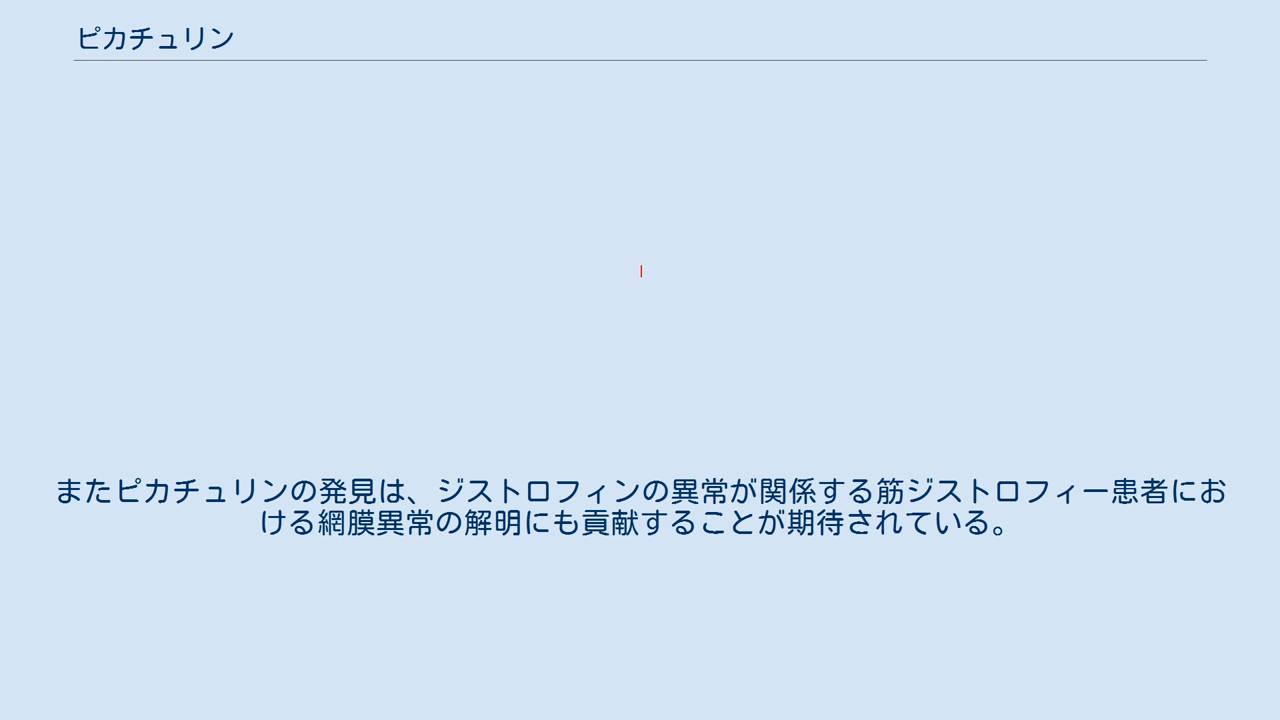 ピカチュリン
またピカチュリンの発見は、ジストロフィンの異常が関係する筋ジストロフィー患者にお
ける網膜異常の解明にも貢献することが期待されている。